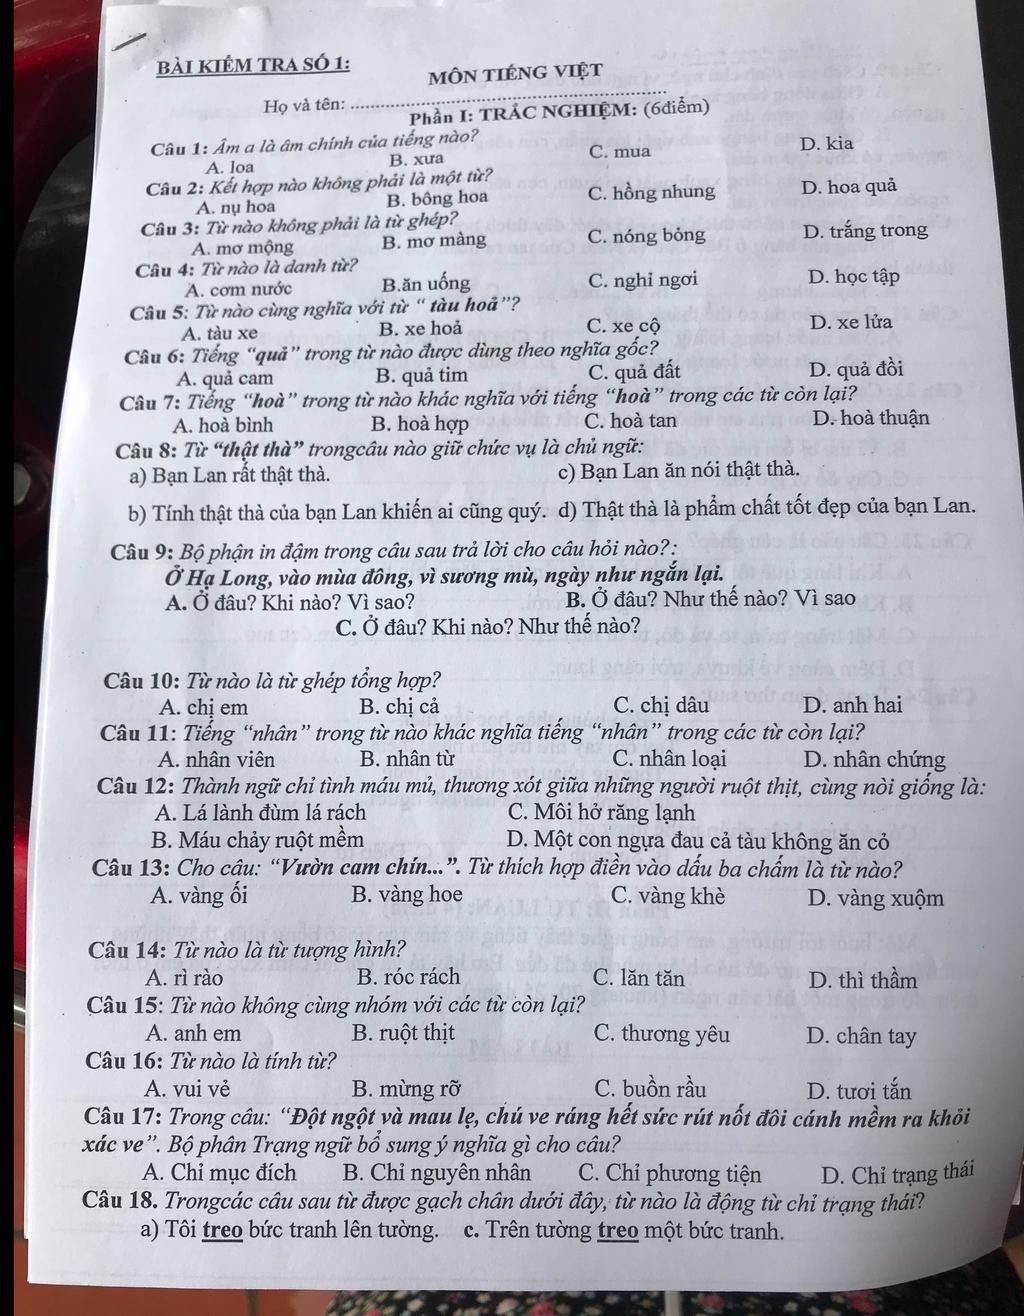 BÀI KIỂM TRA SỐ 1:
MÔN TIẾNG VIỆT
Họ và tên: ......................................................
Phần I: TRẮC NGHIỆM: (6điểm)
Câu 1: Âm a là âm chính của tiếng nào?
A. loa B. xưa C. mua D. kia
Câu 2: Kết hợp nào không phải là một từ?
A. nụ hoa B. bông hoa C. hồng nhung D. hoa quả
Câu 3: Từ nào không phải là từ ghép?
A. mơ mộng B. mơ màng C. nóng bỏng D. trắng trong
Câu 4: Từ nào là danh từ?
A. cơm nước B.ăn uống C. nghỉ ngơi D. học tập
Câu 5: Từ nào cùng nghĩa với từ “ tàu hoả”?
A. tàu xe B. xe hoả C. xe cộ D. xe lửa
Câu 6: Tiếng “quả” trong từ nào được dùng theo nghĩa gốc?
A. quả cam B. quả tim C. quả đất D. quả đồi
Câu 7: Tiếng “hoà” trong từ nào khác nghĩa với tiếng “hoà” trong các từ còn lại?
A. hoà bình B. hoà hợp C. hoà tan D. hoà thuận
Câu 8: Từ “thật thà” trongcâu nào giữ chức vụ là chủ ngữ:
a) Bạn Lan rất thật thà. c) Bạn Lan ăn nói thật thà.
b) Tính thật thà của bạn Lan khiến ai cũng quý. d) Thật thà là phẩm chất tốt đẹp của bạn Lan.
Câu 9: Bộ phận in đậm trong câu sau trả lời cho câu hỏi nào?:
Ở Hạ Long, vào mùa đông, vì sương mù, ngày như ngắn lại.
A. Ở đâu? Khi nào? Vì sao? B. Ở đâu? Như thế nào? Vì sao
C. Ở đâu? Khi nào? Như thế nào?
Câu 10: Từ nào là từ ghép tổng hợp?
A. chị em B. chị cả C. chị dâu D. anh hai
Câu 11: Tiếng “nhân” trong từ nào khác nghĩa tiếng “nhân” trong các từ còn lại?
A. nhân viên B. nhân từ C. nhân loại D. nhân chứng
Câu 12: Thành ngữ chỉ tình máu mủ, thương xót giữa những người ruột thịt, cùng nòi giống là:
A. Lá lành đùm lá rách C. Môi hở răng lạnh
B. Máu chảy ruột mềm D. Một con ngựa đau cả tàu không ăn cỏ
Câu 13: Cho câu: “Vườn cam chín...”. Từ thích hợp điền vào dấu ba chấm là từ nào?
A. vàng ối B. vàng hoe C. vàng khè D. vàng xuộm
Câu 14: Từ nào là từ tượng hình?
A. rì rào B. róc rách C. lăn tăn D. thì thầm
Câu 15: Từ nào không cùng nhóm với các từ còn lại?
A. anh em B. ruột thịt C. thương yêu D. chân tay
Câu 16: Từ nào là tính từ?
A. vui vẻ B. mừng rỡ C. buồn rầu D. tươi tắn
Câu 17: Trong câu: “Đột ngột và mau lẹ, chú ve ráng hết sức rút nốt đôi cánh mềm ra khỏi
xác ve”. Bộ phân Trạng ngữ bổ sung ý nghĩa gì cho câu?
A. Chỉ mục đích B. Chỉ nguyên nhân C. Chỉ phương tiện D. Chỉ trạng thái
Câu 18. Trongcác câu sau từ được gạch chân dưới đây, từ nào là động từ chỉ trạng thái?
a) Tôi treo bức tranh lên tường. c. Trên tường treo một bức tranh.